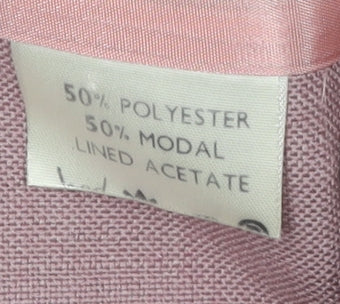 50% POLYESTER
50% MODAL
LINED ACETATE